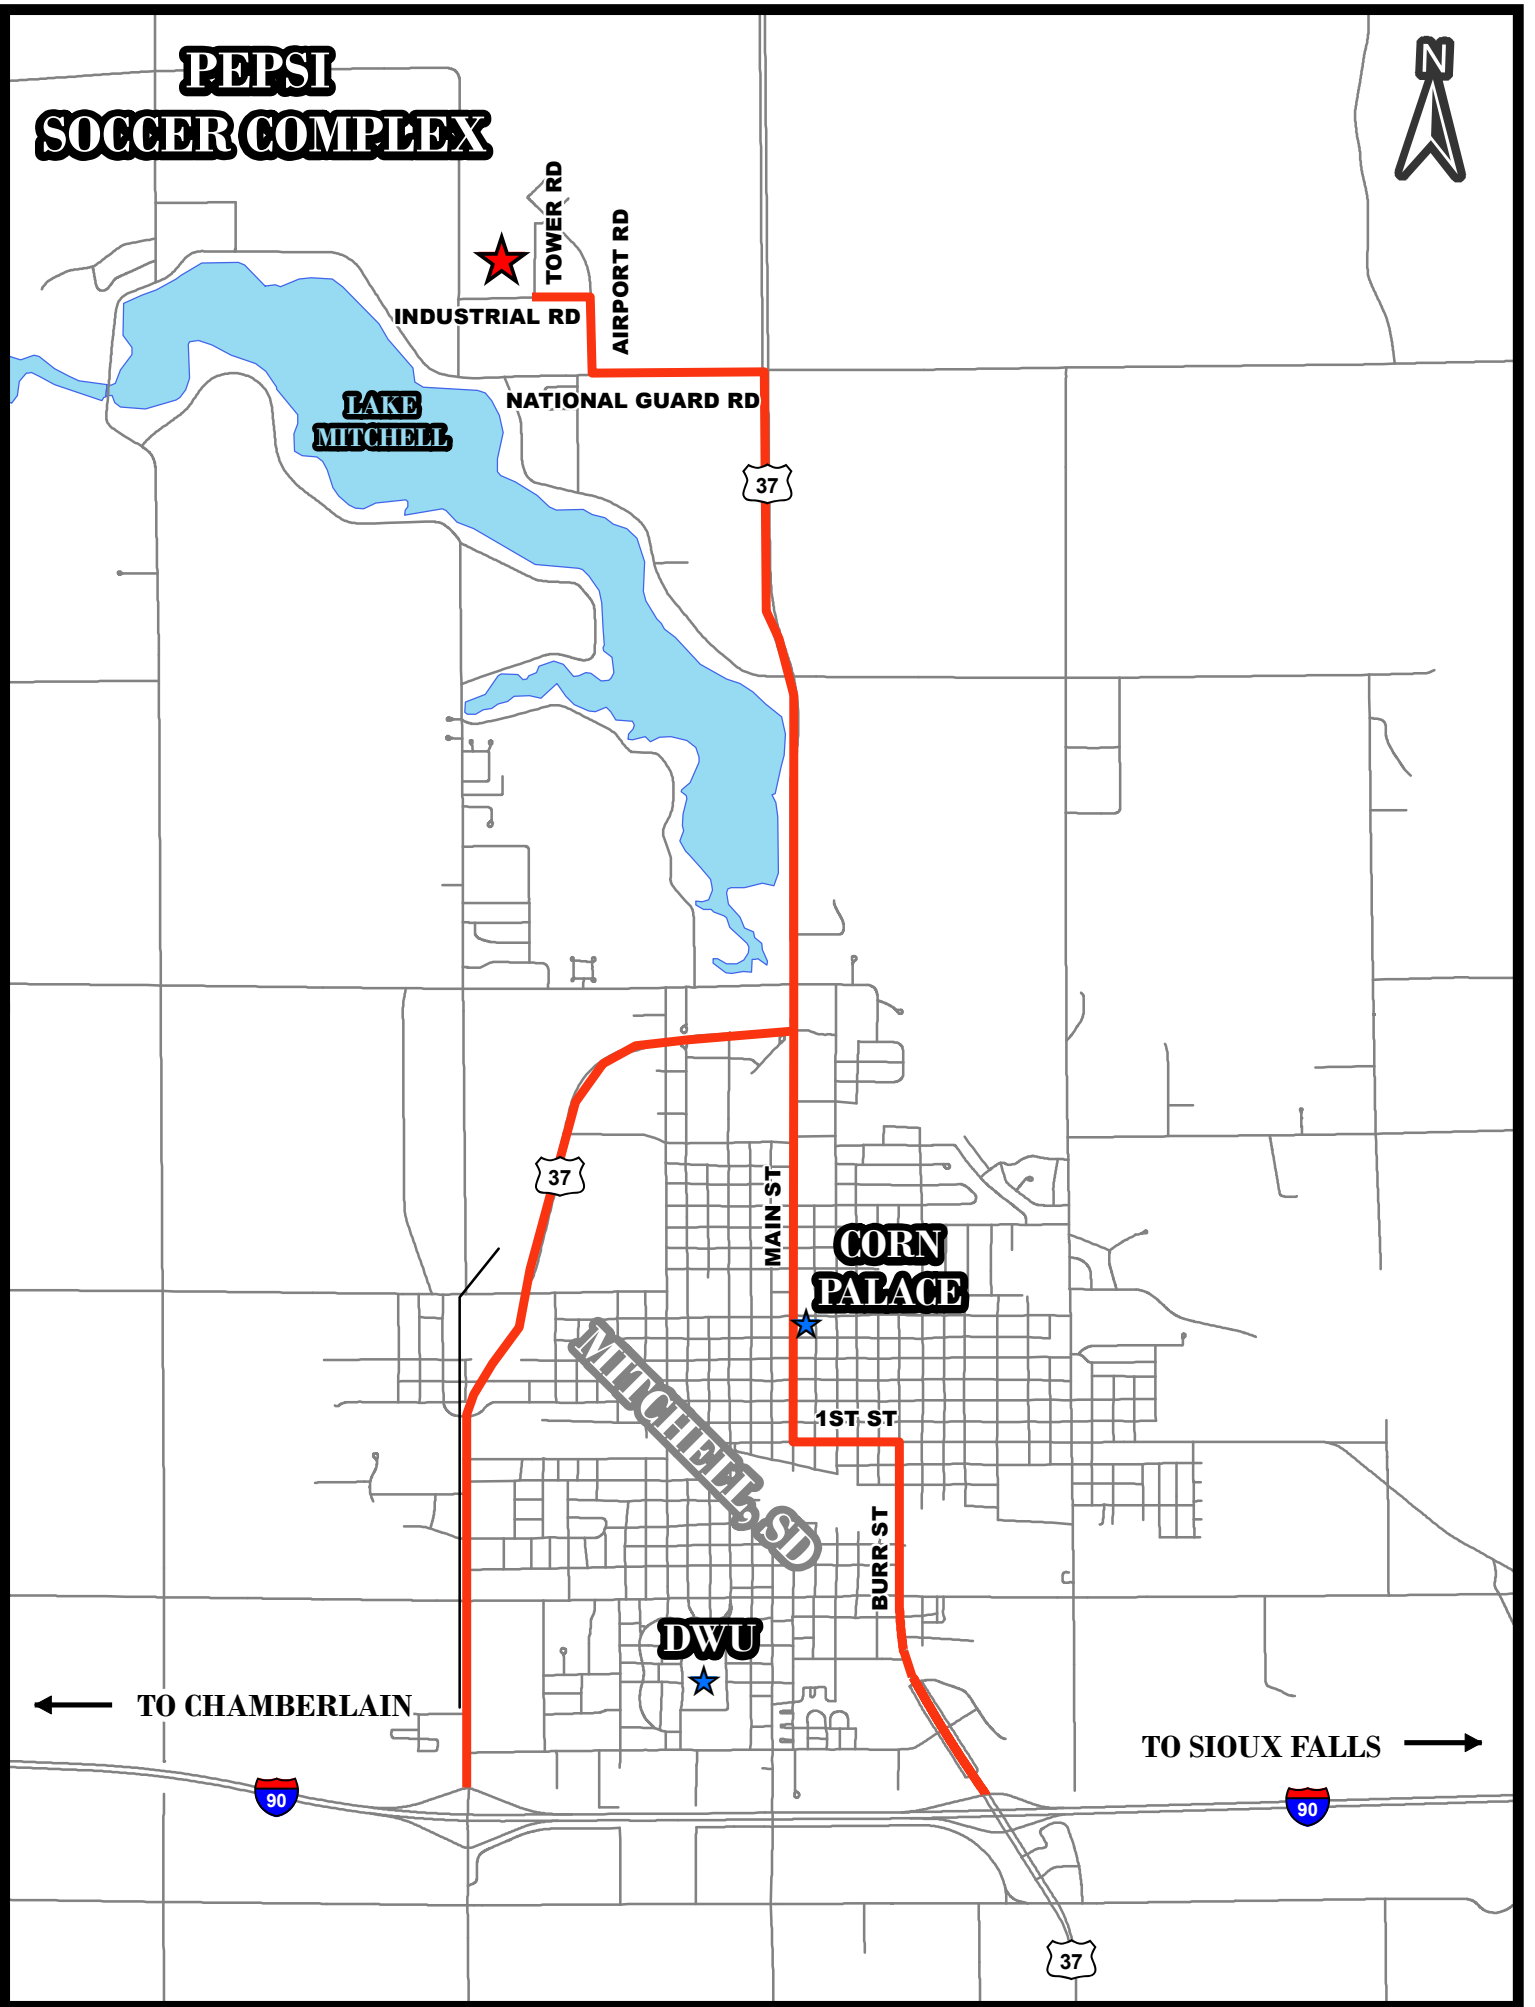 PEPSI
SOCCER COMPLEX
N
TOWER RD
AIRPORT RD
INDUSTRIAL RD
NATIONAL GUARD RD
LAKE
MITCHELL
37
37
MAIN ST
CORN
PALACE
MITCHELL, SD
1ST ST
BURR ST
DWU
TO CHAMBERLAIN
TO SIOUX FALLS
90
90
37